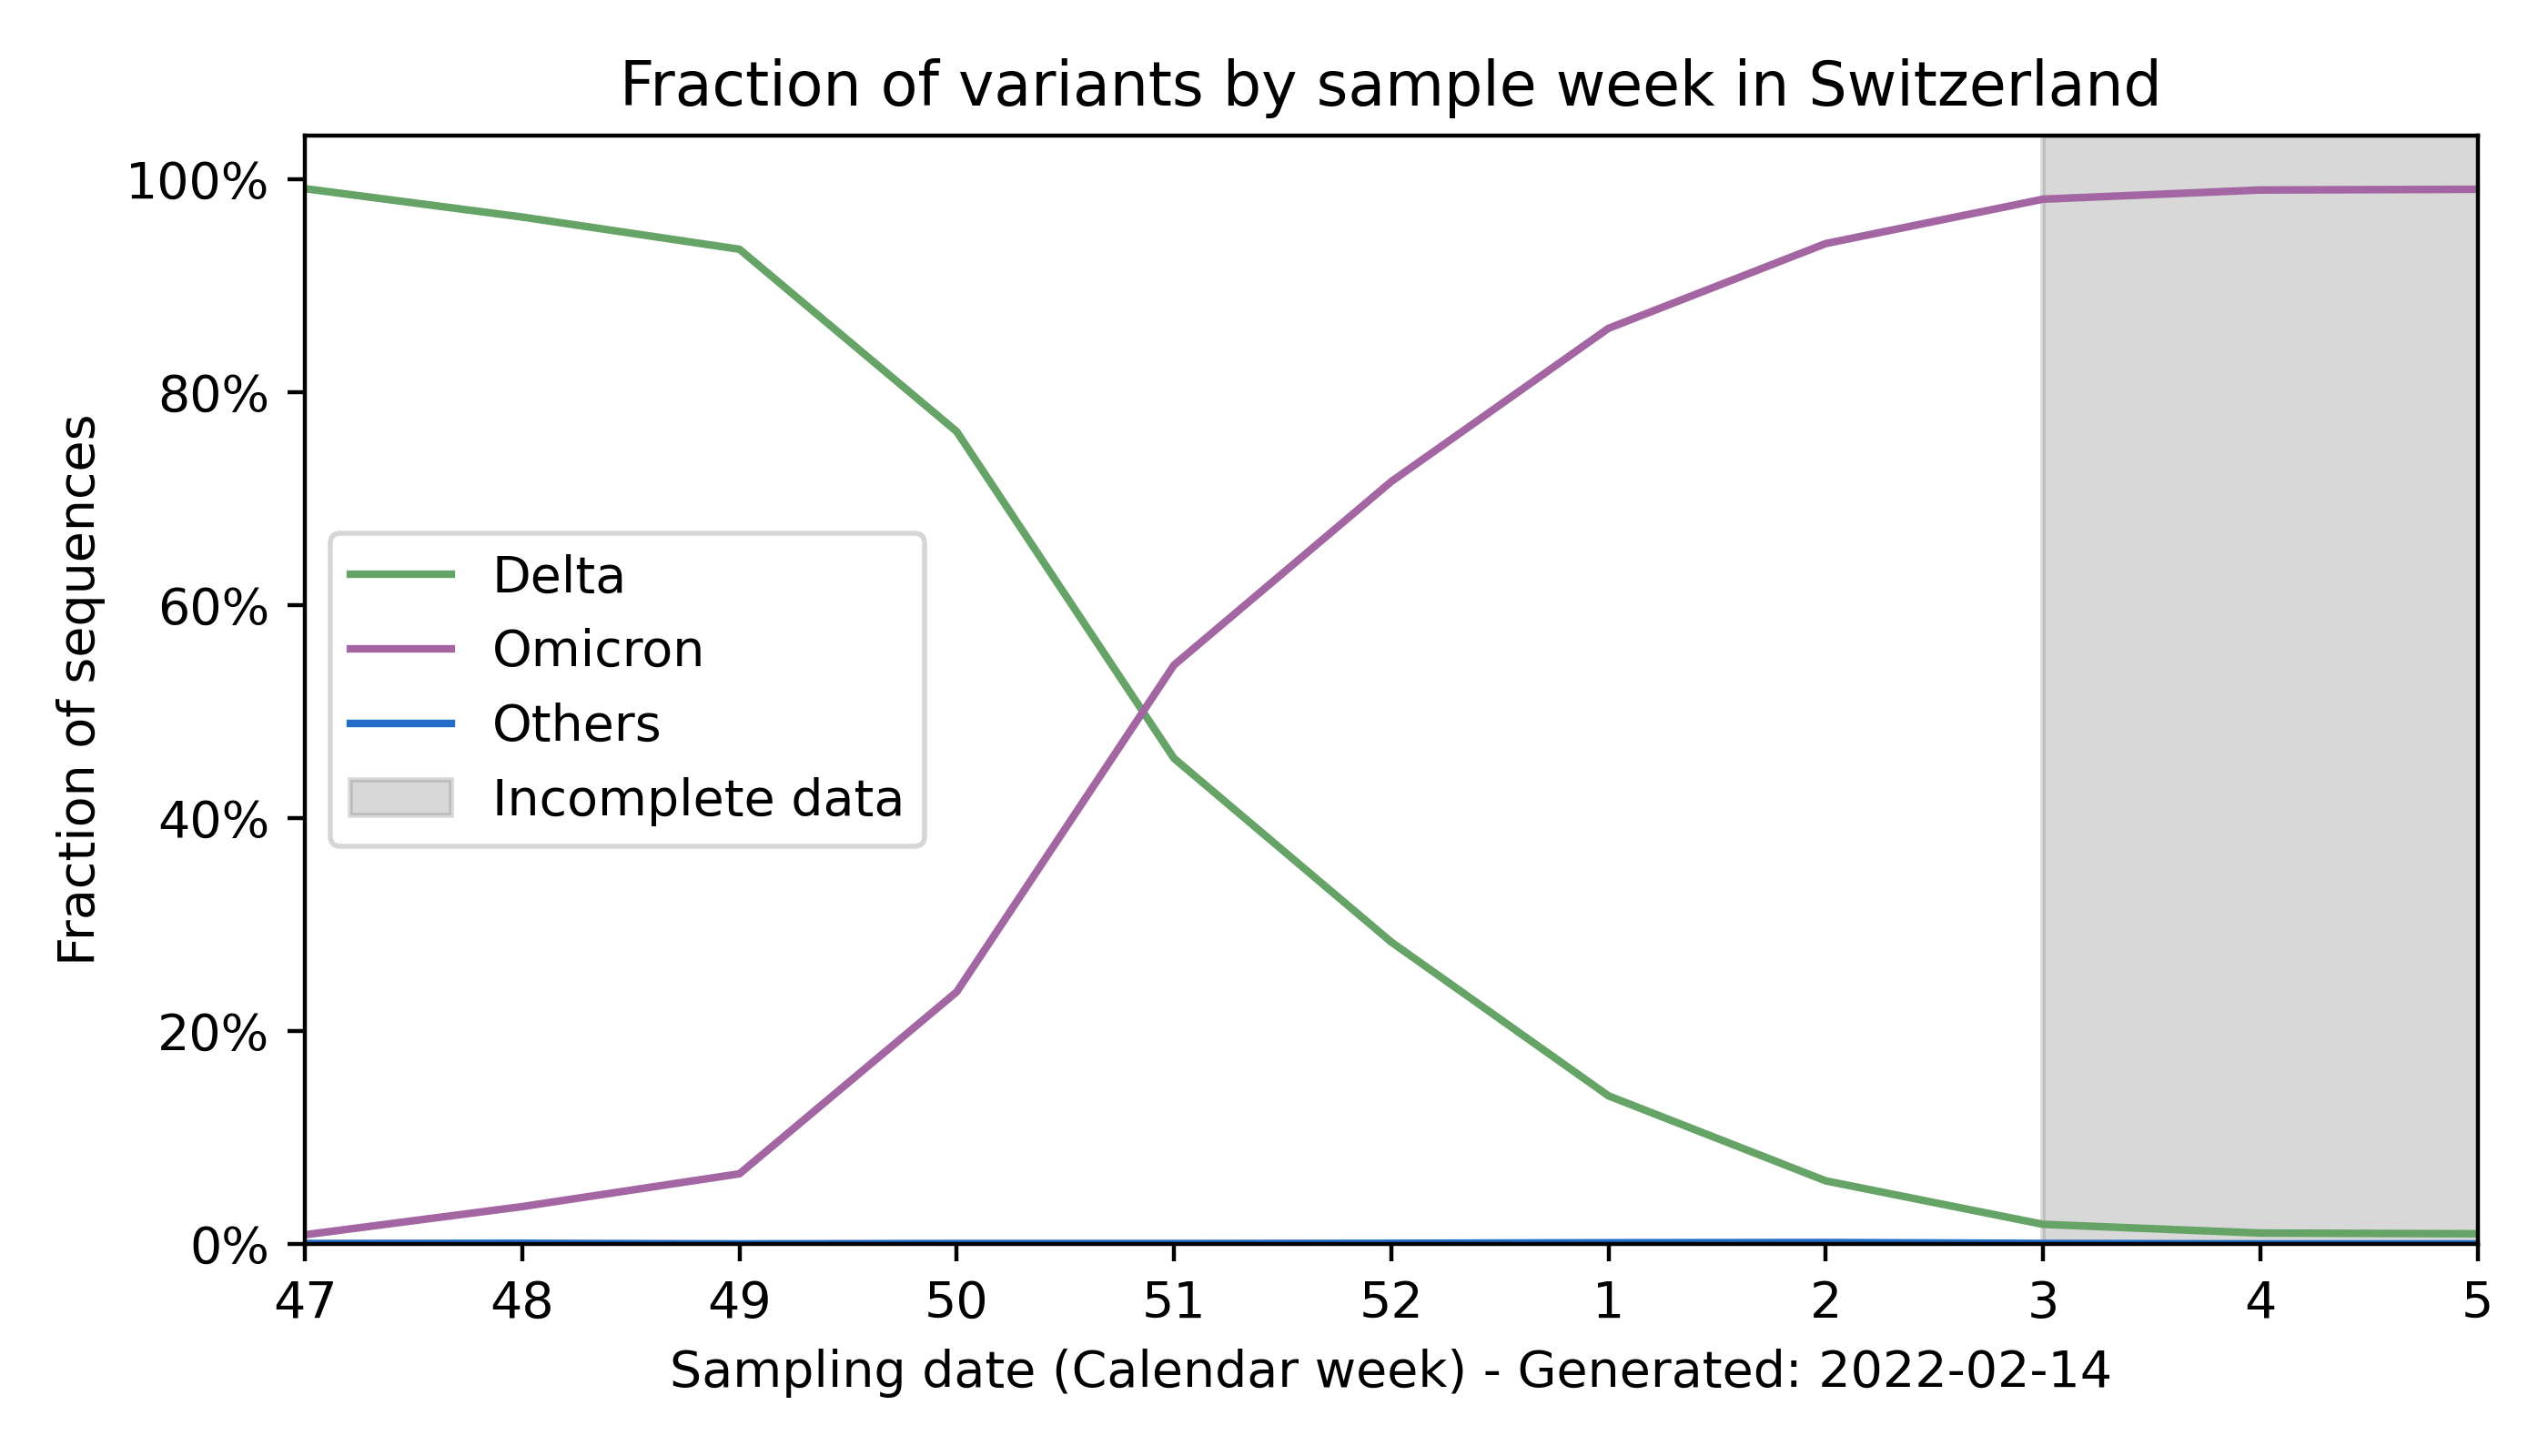 Fraction of variants by sample week in Switzerland
100%
80%
60%
40%
20%
0%
Fraction of sequences
Delta
Omicron
Others
Incomplete data
47 48 49 50 51 52 1 2 3 4 5
Sampling date (Calendar week) - Generated: 2022-02-14